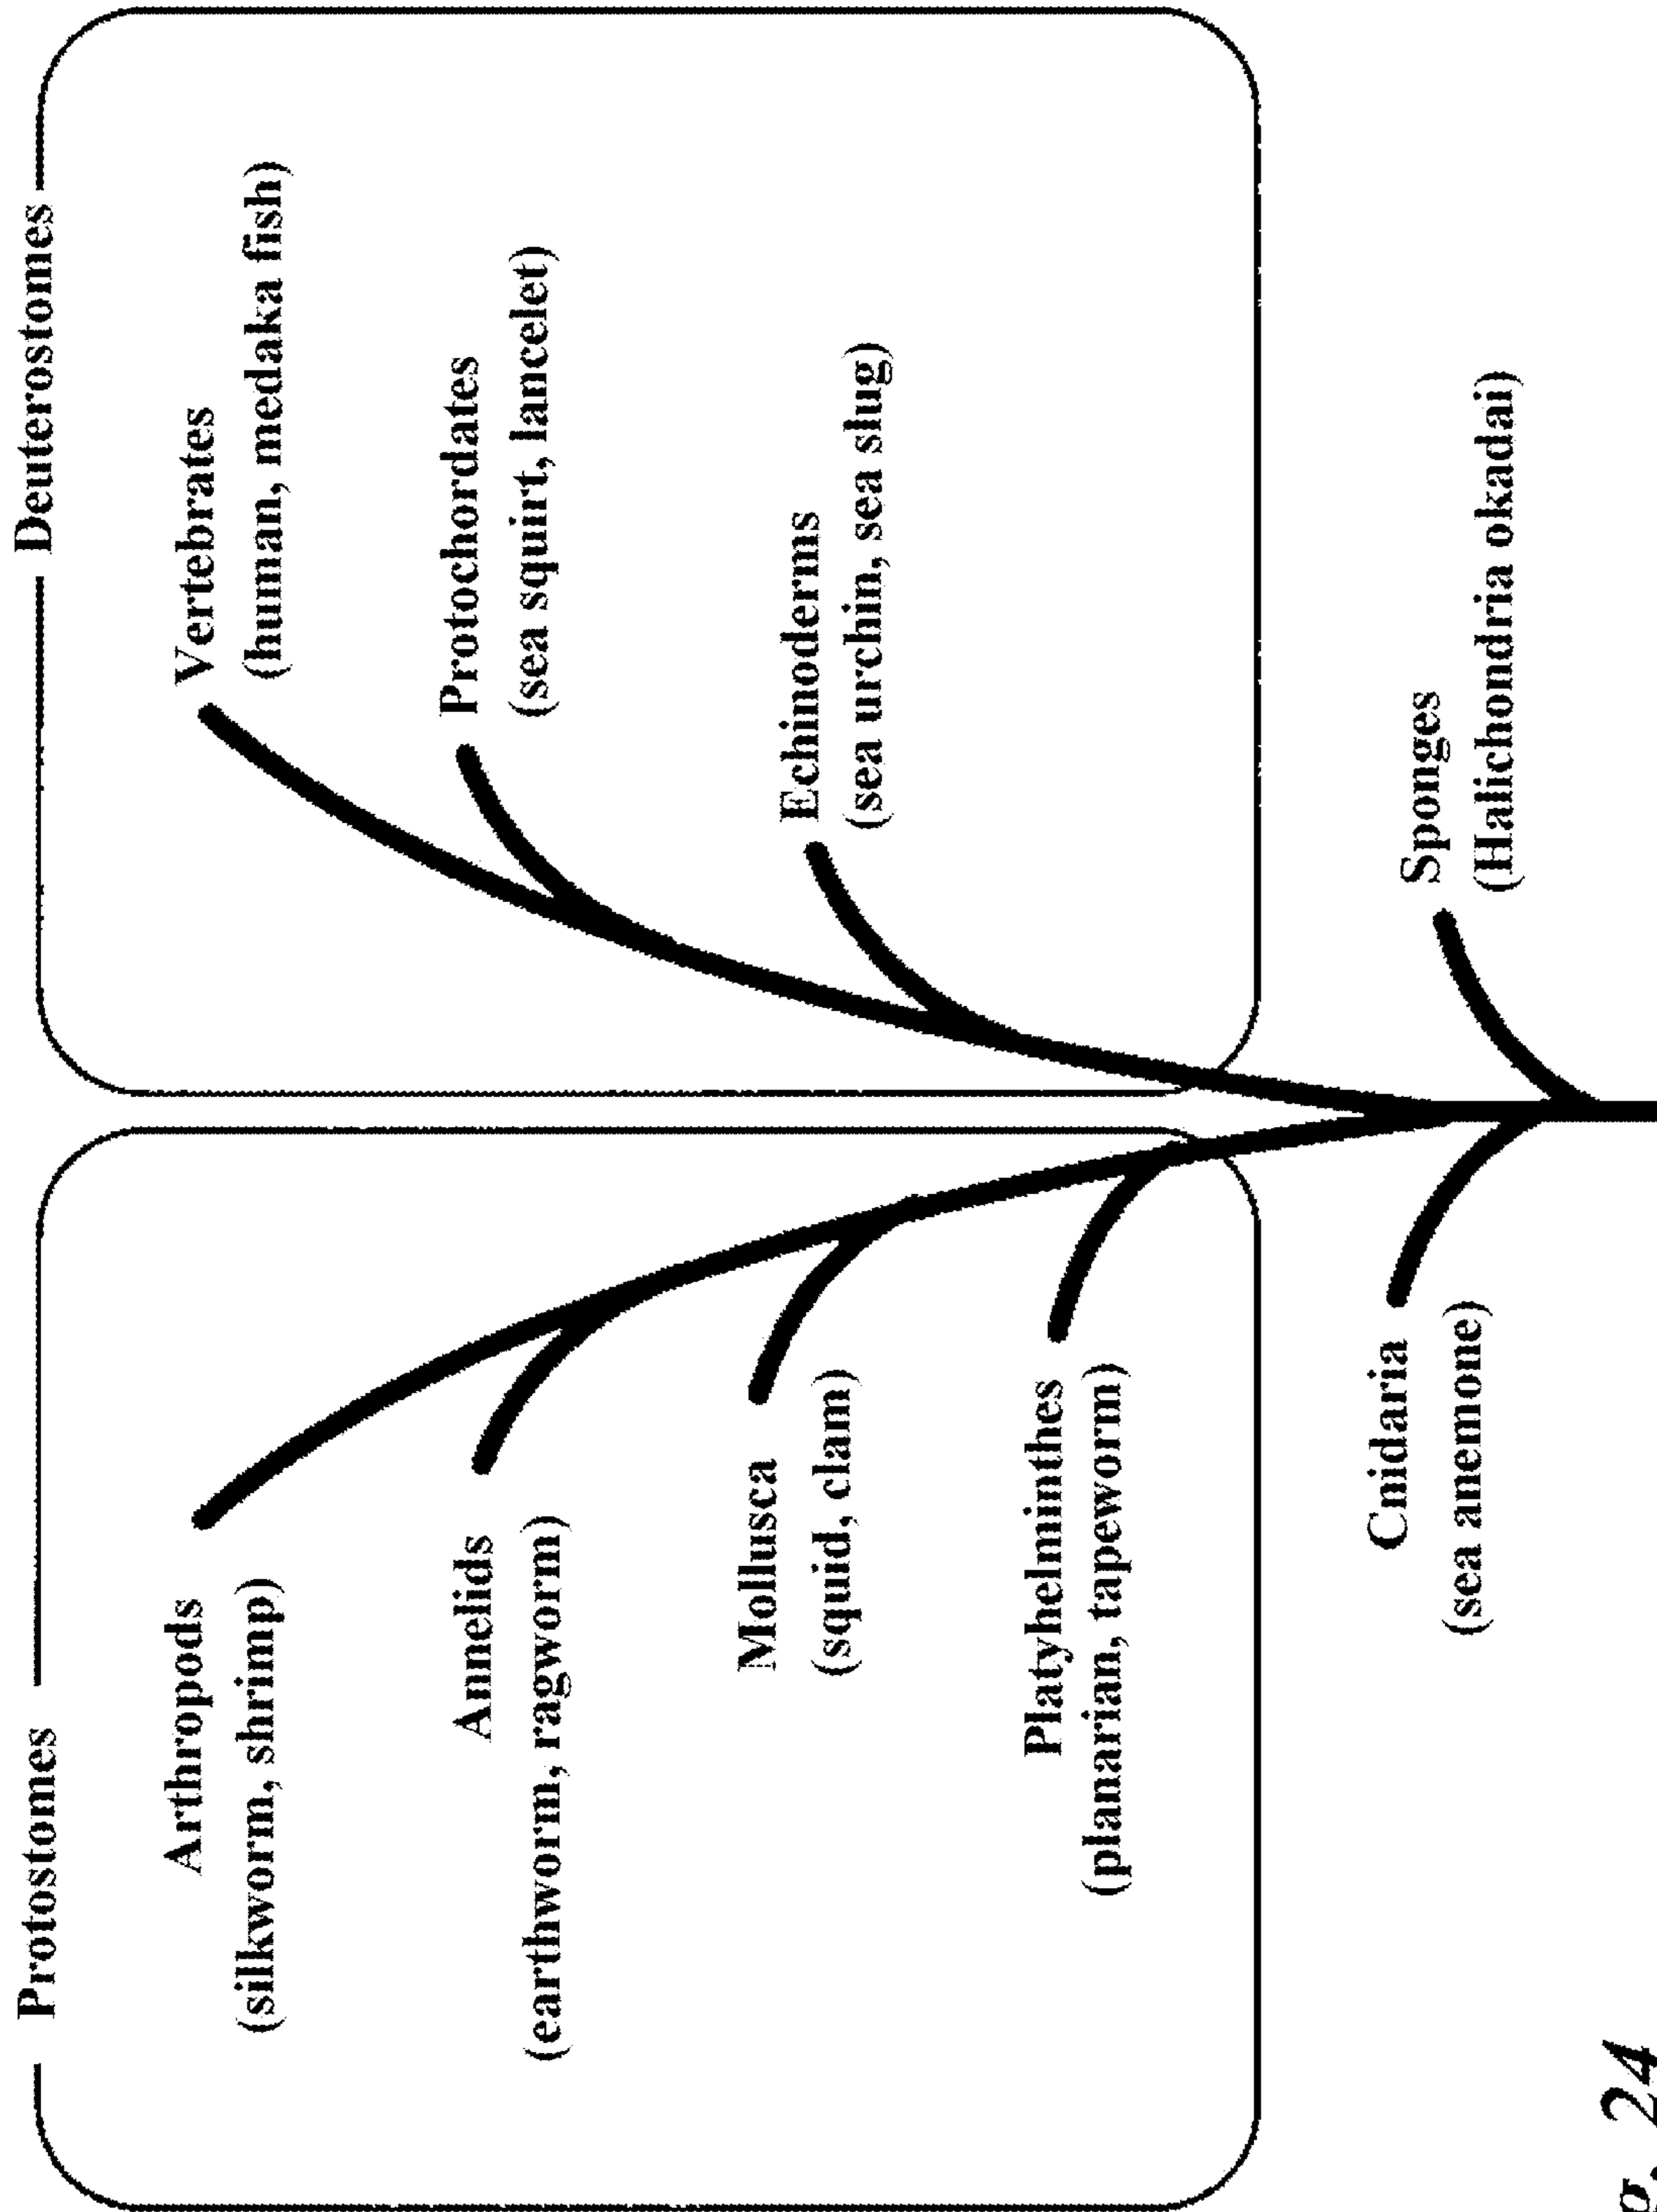 Protostomes
Deuterostomes
Arthropods
(silkworm, shrimp)
Annelids
(earthworm, ragworm)
Mollusca
(squid, clam)
Platyhelminthes
(planarian, tapeworm)
Vertebrates
(human, medaka fish)
Protochordates
(sea squirt, lancelet)
Echinoderms
(sea urchin, sea slug)
Cnidaria
(sea anemone)
Sponges
(Halichondria okadai)
g. 24